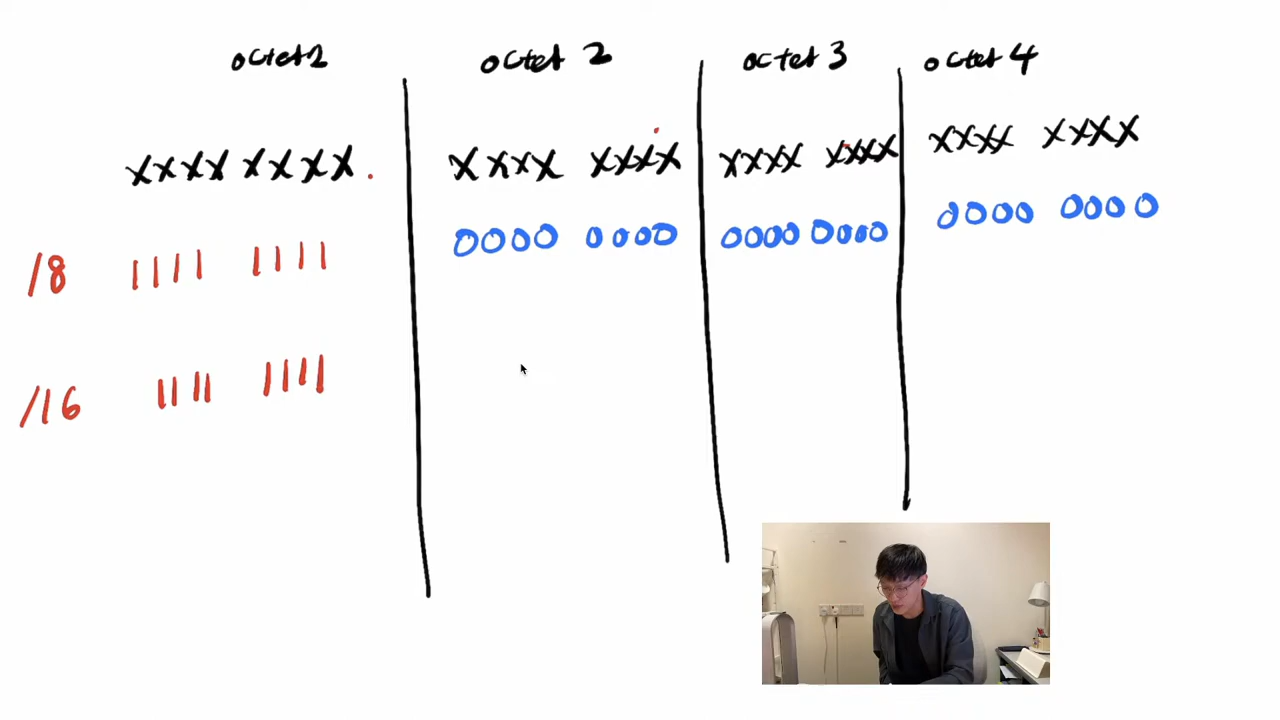 octet1 octet 2 octet 3 octet 4
xxxx xxxx. xxxx xxxx xxxx xxxx xxxx xxxx
/8 1111 1111 0000 0000 0000 0000 0000 0000
/16 1111 1111